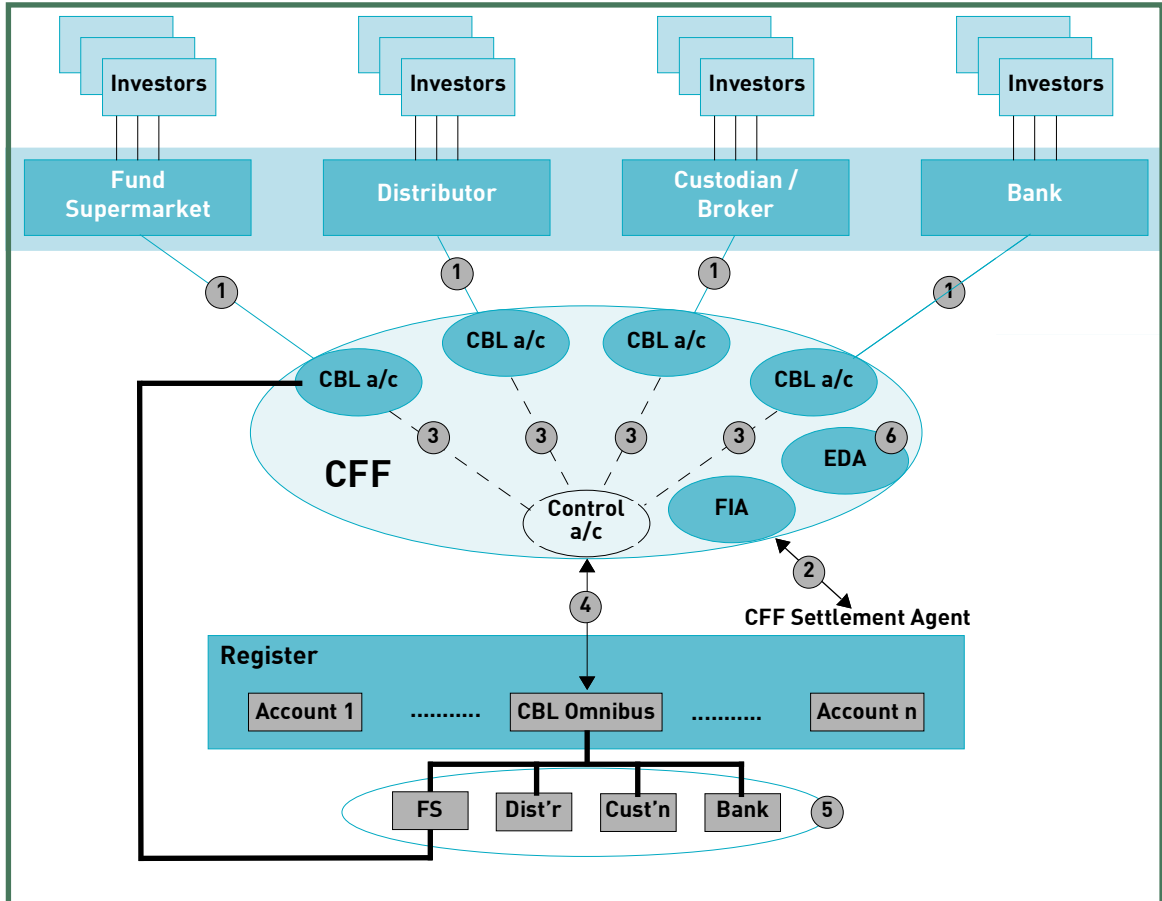 Investors
Investors
Investors
Investors
Fund
Supermarket
Distributor
Custodian /
Broker
Bank
1
1
1
1
CBL a/c
CBL a/c
CBL a/c
CBL a/c
3
3
3
3
6
EDA
CFF
FIA
Control
a/c
2
4
CFF Settlement Agent
Register
Account 1
...........
CBL Omnibus
...........
Account n
FS
Dist’r
Cust’n
Bank
5